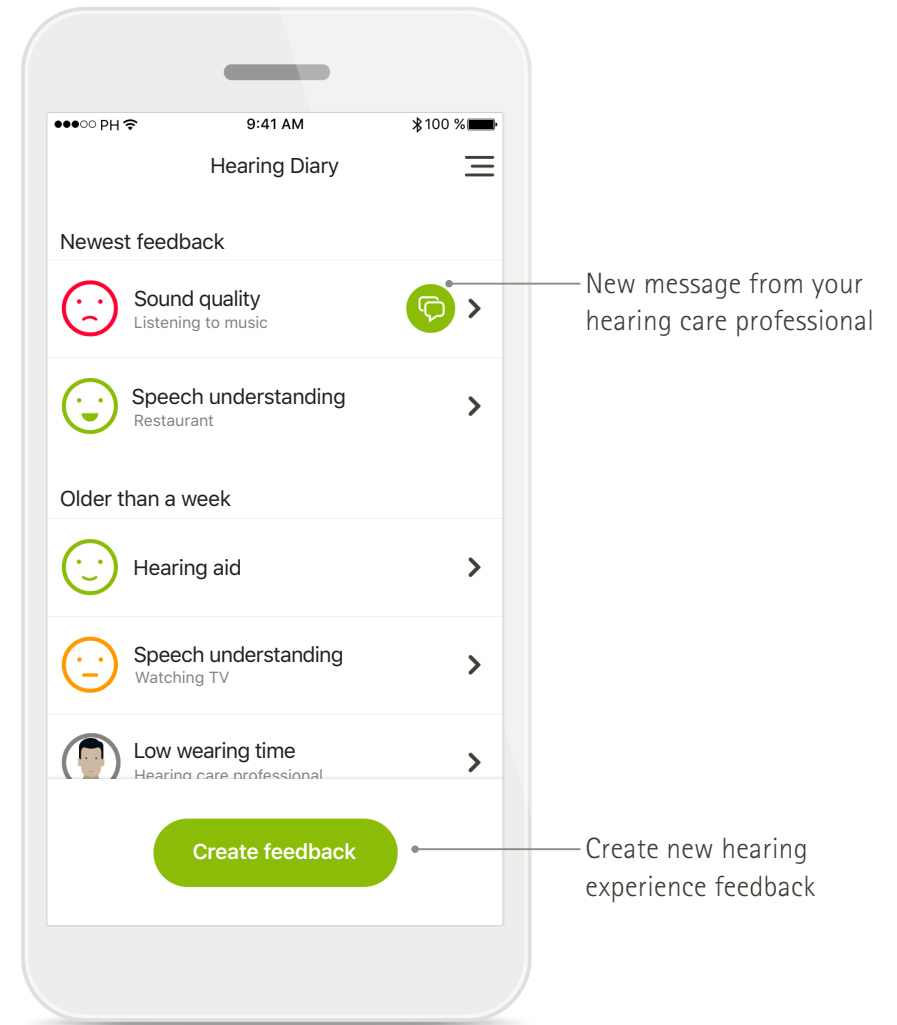 PH
9:41 AM
100 %
Hearing Diary
Newest feedback
Sound quality
Listening to music
New message from your
hearing care professional
Speech understanding
Restaurant
Older than a week
Hearing aid
Speech understanding
Watching TV
Low wearing time
Hearing care professional
Create feedback
Create new hearing
experience feedback